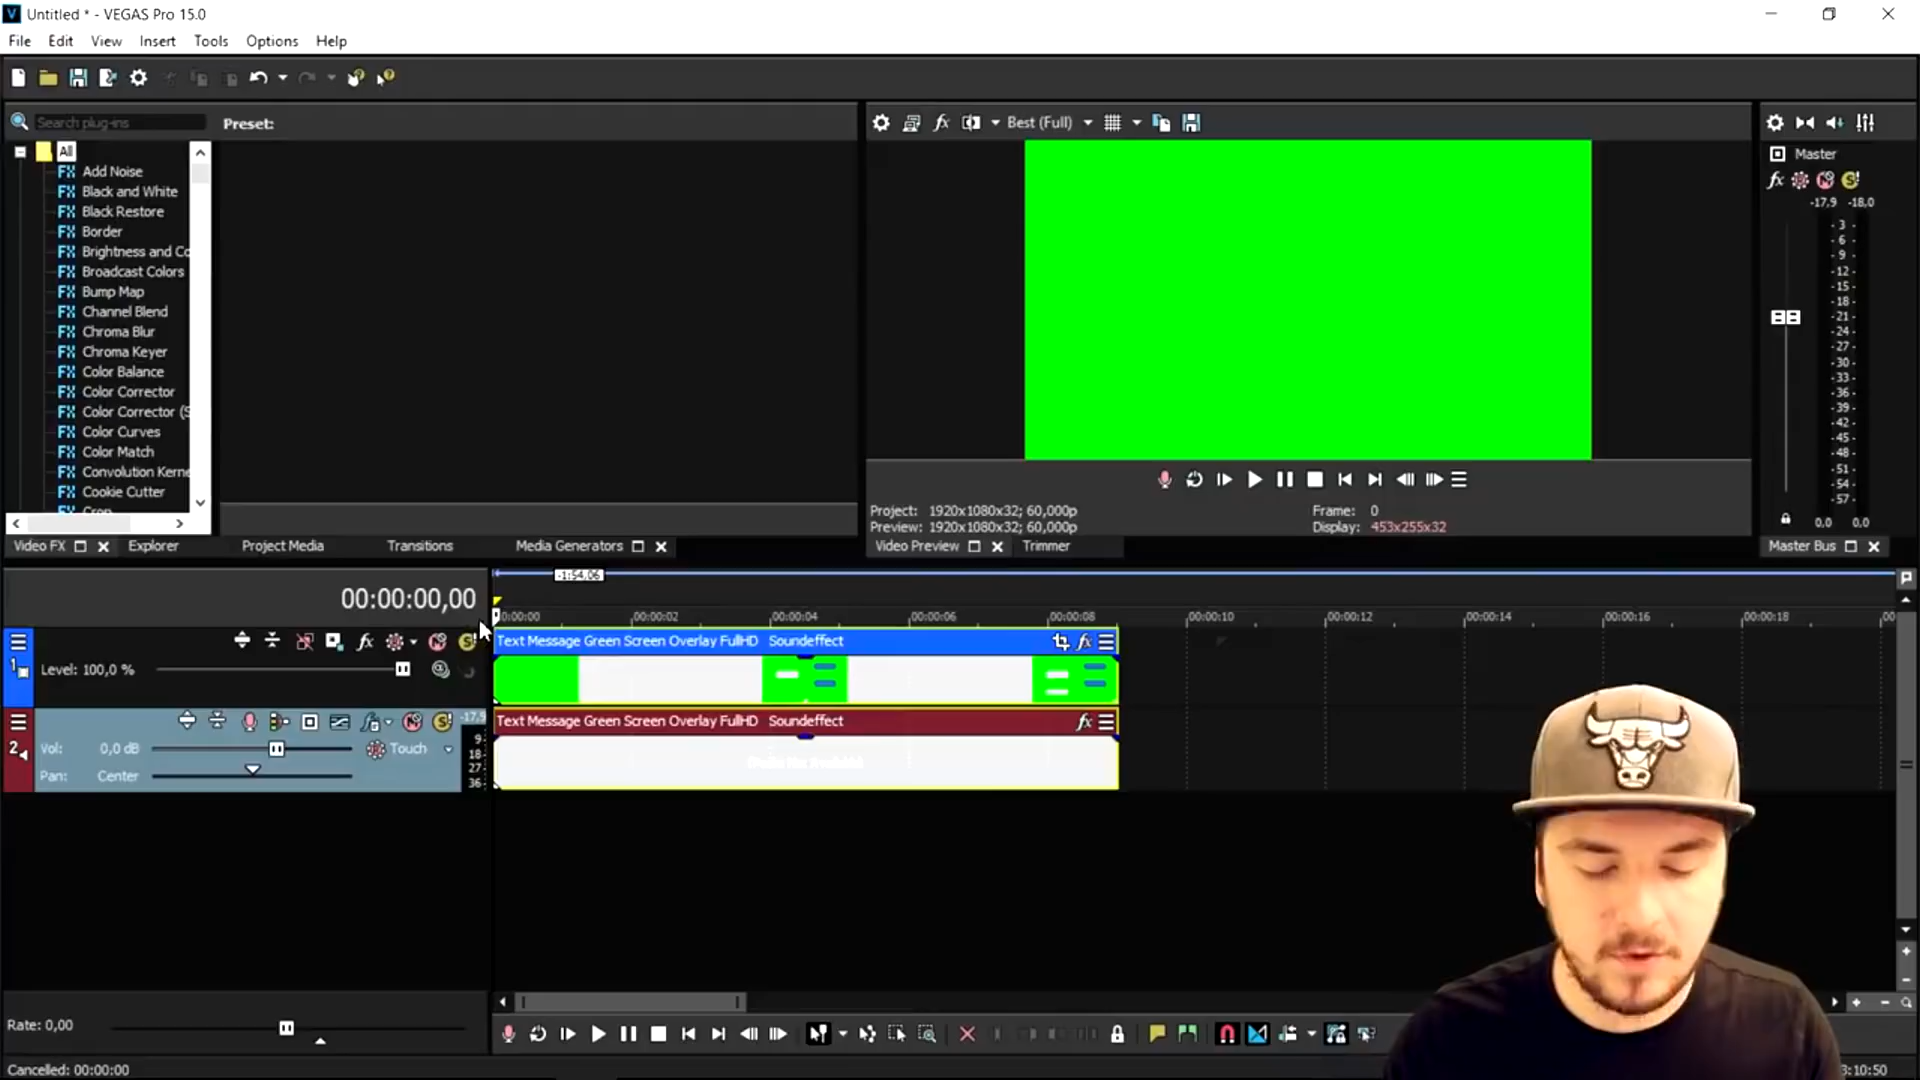 Untitled * - VEGAS Pro 15.0
File Edit View Insert Tools Options Help
Search plug-ins
Preset:
Best (Full)
All
Add Noise
Black and White
Black Restore
Border
Brightness and Co
Broadcast Colors
Bump Map
Channel Blend
Chroma Blur
Chroma Keyer
Color Balance
Color Corrector
Color Corrector (S
Color Curves
Color Match
Convolution Kerne
Cookie Cutter
Crop
Master
-17,9 -18,0
- 3 -
- 6 -
- 9 -
- 12 -
- 15 -
- 18 -
- 21 -
- 24 -
- 27 -
- 30 -
- 33 -
- 36 -
- 39 -
- 42 -
- 45 -
- 48 -
- 51 -
- 54 -
- 57 -
0,0 0,0
Project: 1920x1080x32; 60,000p
Preview: 1920x1080x32; 60,000p
Frame: 0
Display: 453x255x32
Video FX Explorer Project Media Transitions Media Generators
Video Preview Trimmer
Master Bus
-1:54,06
00:00:00,00
00:00:00 00:00:02 00:00:04 00:00:06 00:00:08 00:00:10 00:00:12 00:00:14 00:00:16 00:00:18 00
1
Level: 100,0 %
Text Message Green Screen Overlay FullHD Soundeffect
2
Vol: 0,0 dB
Touch
Pan: Center
-17,9
9
18
27
36
Text Message Green Screen Overlay FullHD Soundeffect
Rate: 0,00
Cancelled: 00:00:00
3:10:50